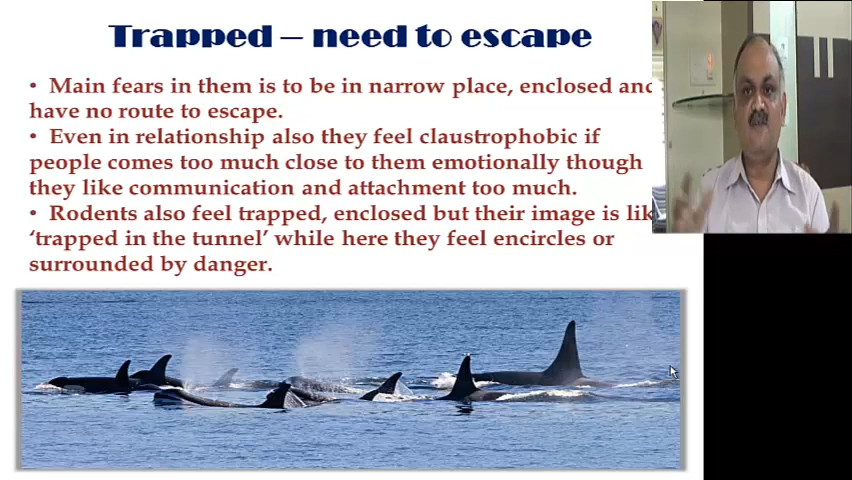 Trapped – need to escape
• Main fears in them is to be in narrow place, enclosed and
have no route to escape.
• Even in relationship also they feel claustrophobic if
people comes too much close to them emotionally though
they like communication and attachment too much.
• Rodents also feel trapped, enclosed but their image is lik
‘trapped in the tunnel’ while here they feel encircles or
surrounded by danger.